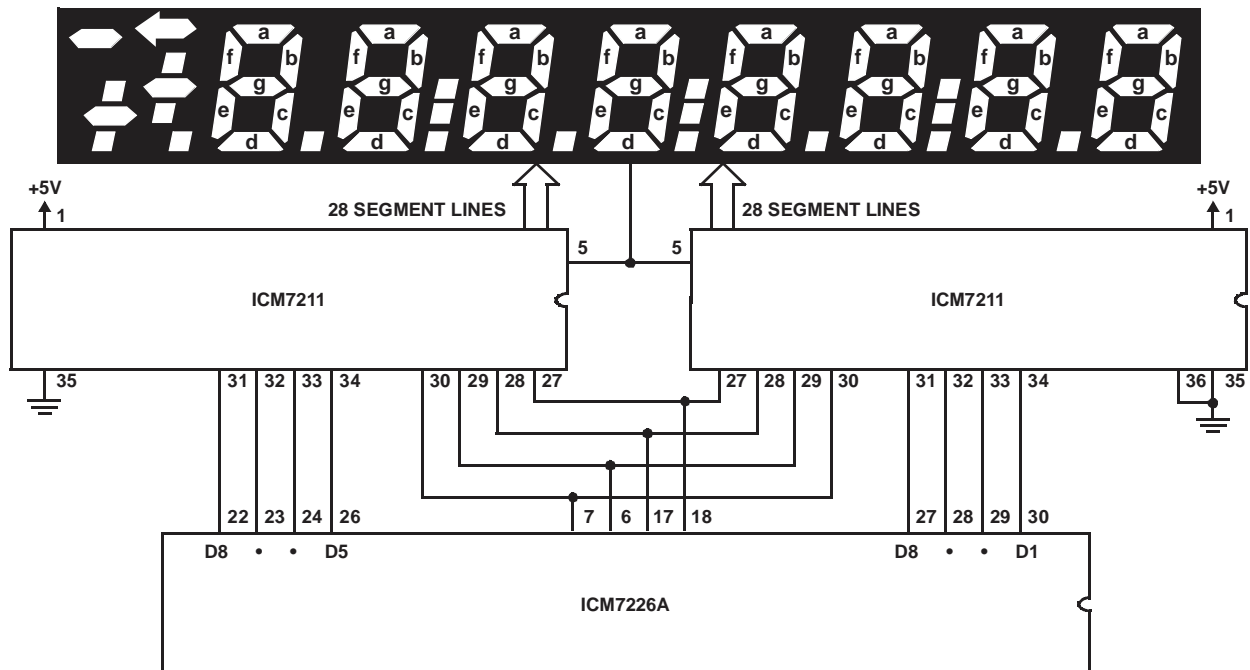 a a a a a a a a
f b f b f b f b f b f b f b f b
g g g g g g g g
e c e c e c e c e c e c e c e c
d d d d d d d d
+5V +5V
1 28 SEGMENT LINES 28 SEGMENT LINES 1
5 5
ICM7211 ICM7211
35 31 32 33 34 30 29 28 27 27 28 29 30 31 32 33 34 36 35
22 23 24 26 7 6 17 18 27 28 29 30
D8 • • D5 D8 • • D1
ICM7226A